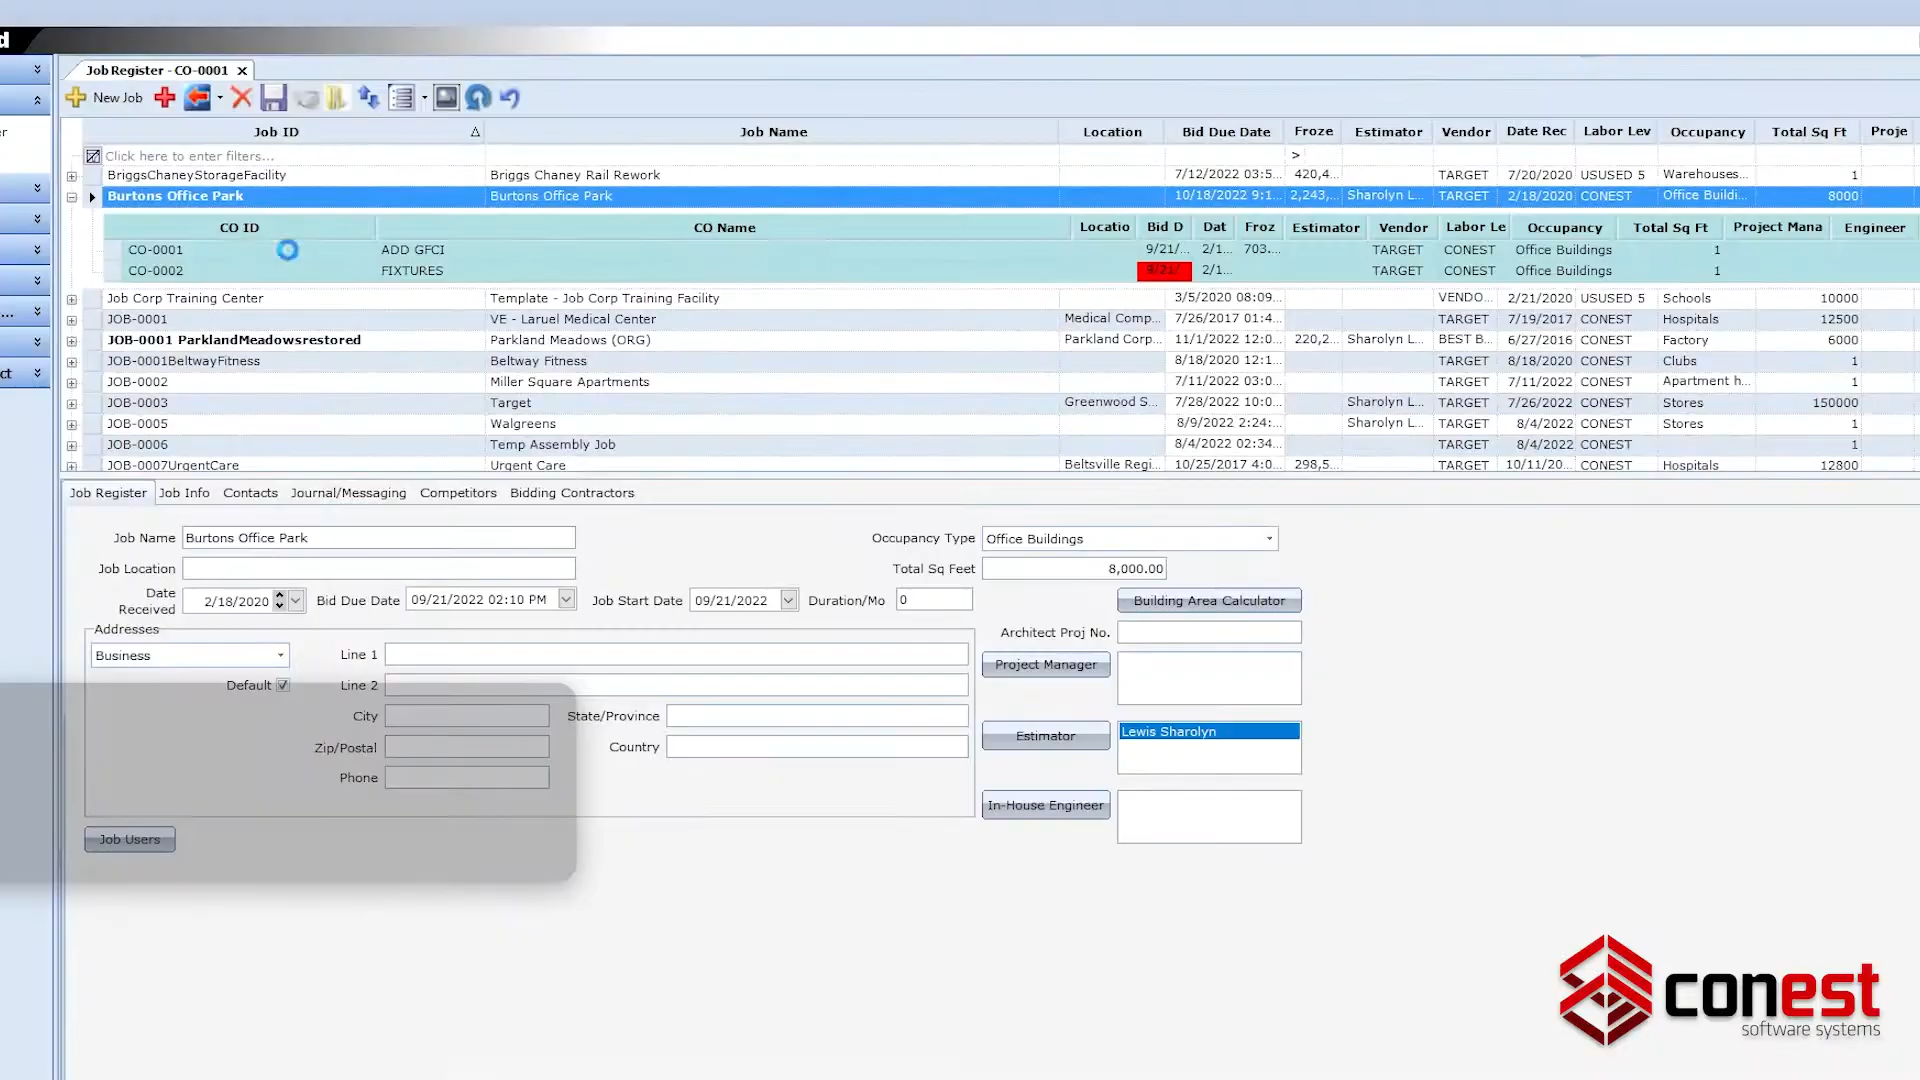 d
Job Register - CO-0001
New Job
Job ID Job Name Location Bid Due Date Froze Estimator Vendor Date Rec Labor Lev Occupancy Total Sq Ft Proje
er
Click here to enter filters... >
BriggsChaneyStorageFacility Briggs Chaney Rail Rework 7/12/2022 03:5... 420,4... TARGET 7/20/2020 USUSED 5 Warehouses... 1
Burtons Office Park Burtons Office Park 10/18/2022 9:1... 2,243,... Sharolyn L... TARGET 2/18/2020 CONEST Office Buildi... 8000
CO ID CO Name Locatio Bid D Dat Froz Estimator Vendor Labor Le Occupancy Total Sq Ft Project Mana Engineer
CO-0001 ADD GFCI 9/21/... 2/1... 703.... TARGET CONEST Office Buildings 1
CO-0002 FIXTURES 9/21/ 2/1... TARGET CONEST Office Buildings 1
Job Corp Training Center Template - Job Corp Training Facility 3/5/2020 08:09... VENDO... 2/21/2020 USUSED 5 Schools 10000
... JOB-0001 VE - Laruel Medical Center Medical Comp... 7/26/2017 01:4... TARGET 7/19/2017 CONEST Hospitals 12500
JOB-0001 ParklandMeadowsrestored Parkland Meadows (ORG) Parkland Corp... 11/1/2022 12:0... 220,2... Sharolyn L... BEST B... 6/27/2016 CONEST Factory 6000
JOB-0001BeltwayFitness Beltway Fitness 8/18/2020 12:1... TARGET 8/18/2020 CONEST Clubs 1
ct
JOB-0002 Miller Square Apartments 7/11/2022 03:0... TARGET 7/11/2022 CONEST Apartment h... 1
JOB-0003 Target Greenwood S... 7/28/2022 10:0... Sharolyn L... TARGET 7/26/2022 CONEST Stores 150000
JOB-0005 Walgreens 8/9/2022 2:24:... Sharolyn L... TARGET 8/4/2022 CONEST Stores 1
JOB-0006 Temp Assembly Job 8/4/2022 02:34... TARGET 8/4/2022 CONEST 1
JOB-0007UrgentCare Urgent Care Beltsville Regi... 10/25/2017 4:0... 298,5... TARGET 10/11/20... CONEST Hospitals 12800
Job Register Job Info Contacts Journal/Messaging Competitors Bidding Contractors
Job Name Burtons Office Park Occupancy Type Office Buildings
Job Location Total Sq Feet 8,000.00
Date Received 2/18/2020 Bid Due Date 09/21/2022 02:10 PM Job Start Date 09/21/2022 Duration/Mo 0 Building Area Calculator
Addresses
Architect Proj No.
Business Line 1
Project Manager
Default Line 2
City State/Province
Estimator Lewis Sharolyn
Zip/Postal Country
Phone
In-House Engineer
Job Users
conest
software systems